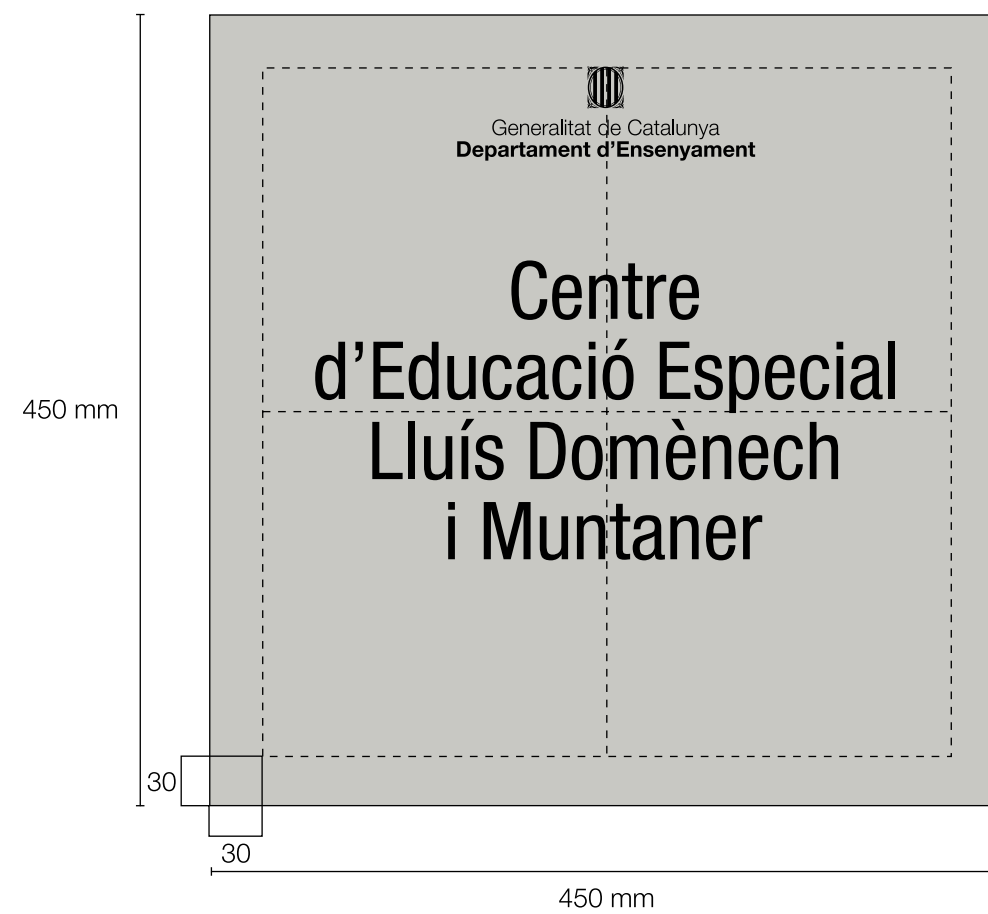 Generalitat de Catalunya
Departament d’Ensenyament
Centre
d’Educació Especial
Lluís Domènech
i Muntaner
450 mm
30
30
450 mm